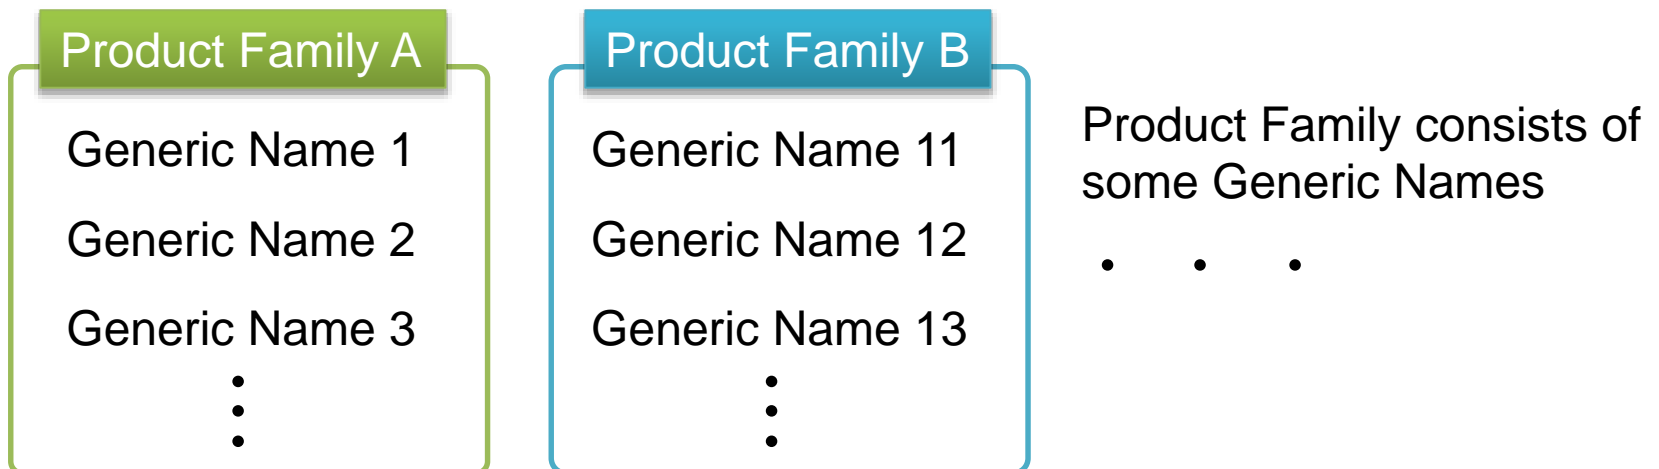 Product Family A
Generic Name 1
Generic Name 2
Generic Name 3
Product Family B
Generic Name 11
Generic Name 12
Generic Name 13
Product Family consists of
some Generic Names